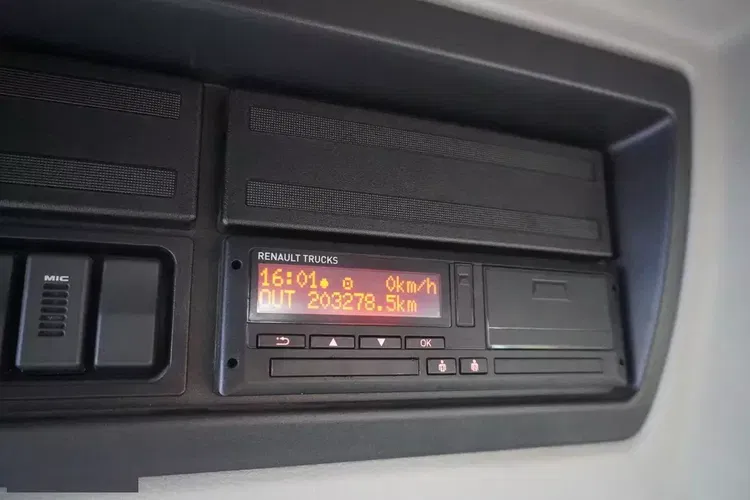 RENAULT TRUCKS
16:01 0km/h
OUT 203278.5km
MIC
OK